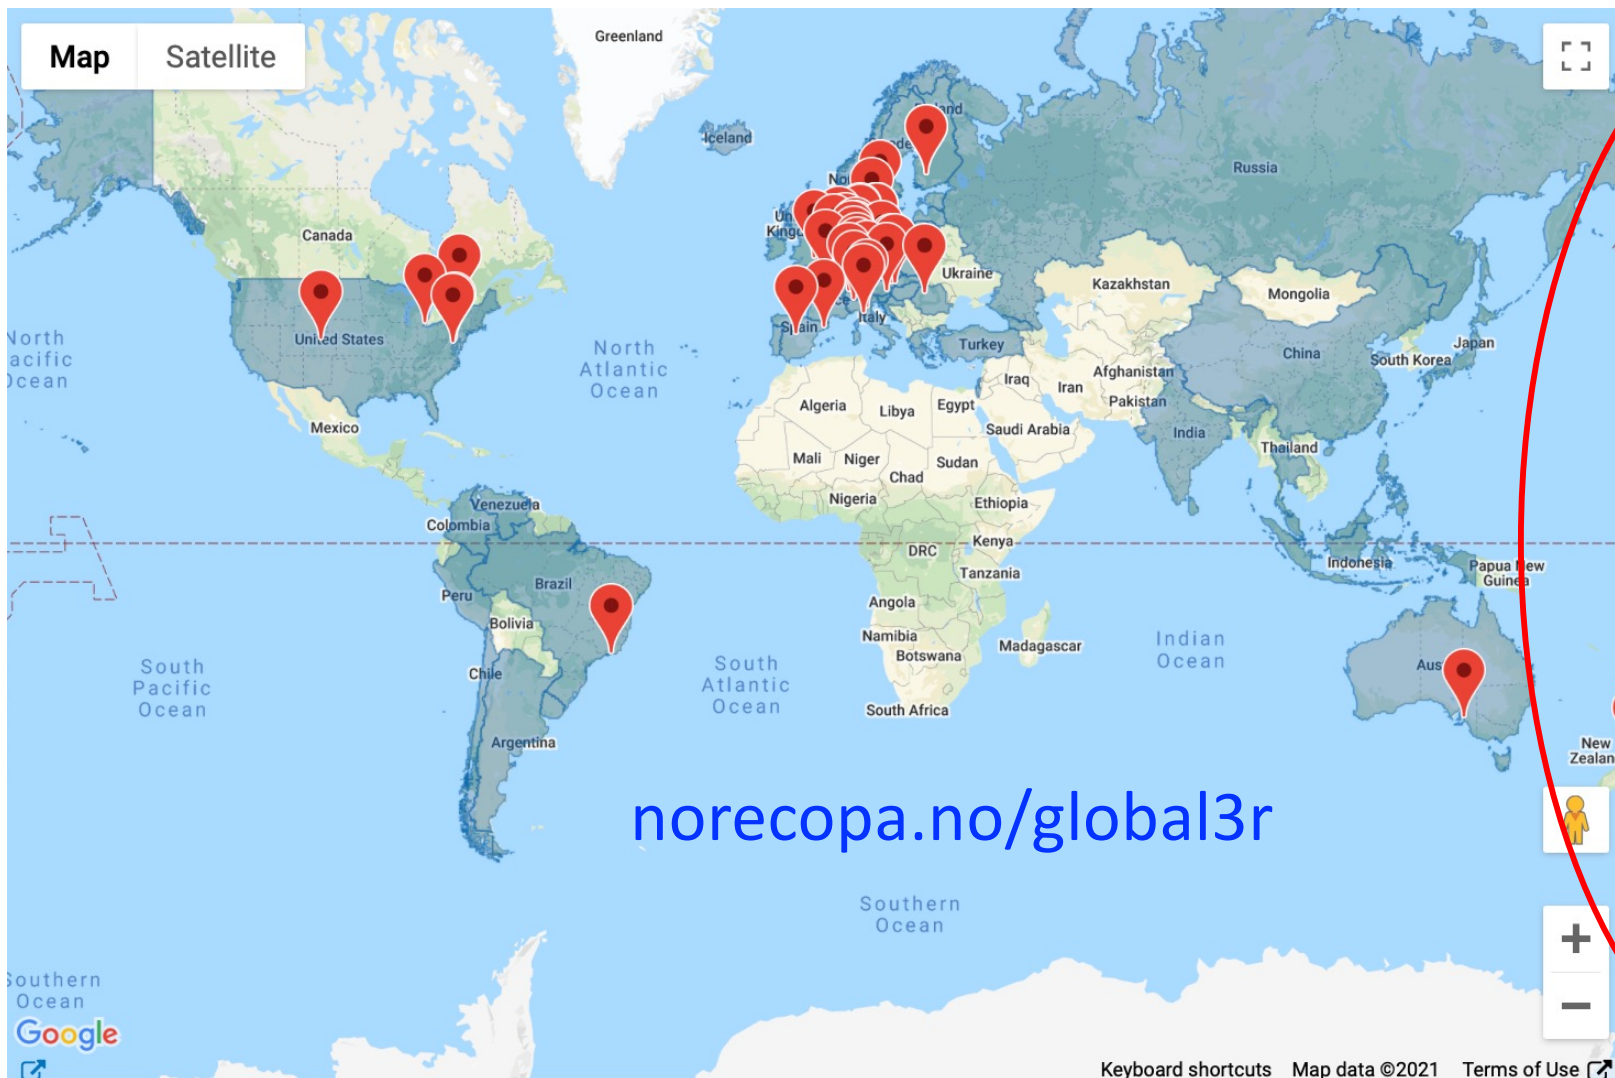 Map Satellite
Greenland
Iceland
Russia
Canada
Ukraine
Kazakhstan
Mongolia
North
United States
North
Atlantic
Ocean
Spain
Italy
Turkey
China
South Korea
Japan
Afghanistan
Iraq
Iran
Pakistan
Algeria
Libya
Egypt
Saudi Arabia
India
Mexico
Thailand
Mali
Niger
Chad
Sudan
Nigeria
Ethiopia
Venezuela
Colombia
DRC
Kenya
Tanzania
Indonesia
Papua New
Guinea
Brazil
Peru
Angola
Bolivia
Namibia
Botswana
Madagascar
Indian
Ocean
South
Pacific
Ocean
Chile
South
Atlantic
Ocean
South Africa
Argentina
New
norecopa.no/global3r
Southern
Ocean
Ocean
Google
Keyboard shortcuts Map data ©2021 Terms of Use